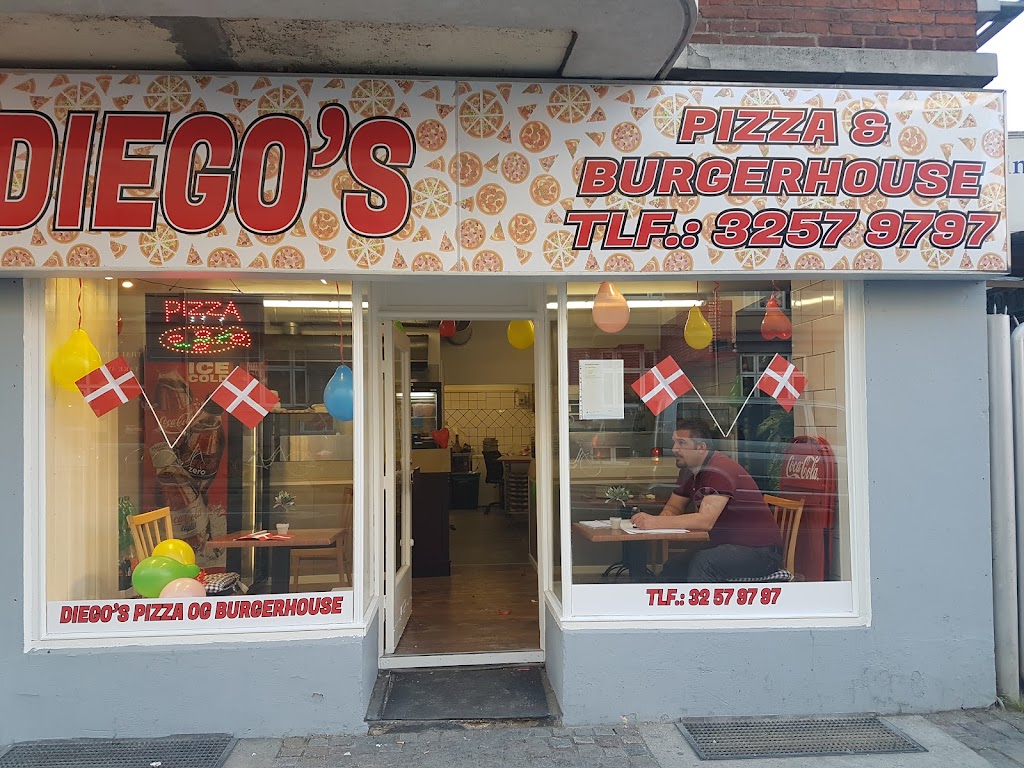 DIEGO'S
PIZZA &
BURGERHOUSE
TLF.: 3257 9797
PIZZA
ICE
COLD
zero
Coca-Cola
DIEGO'S PIZZA OG BURGERHOUSE
TLF.: 32 57 97 97